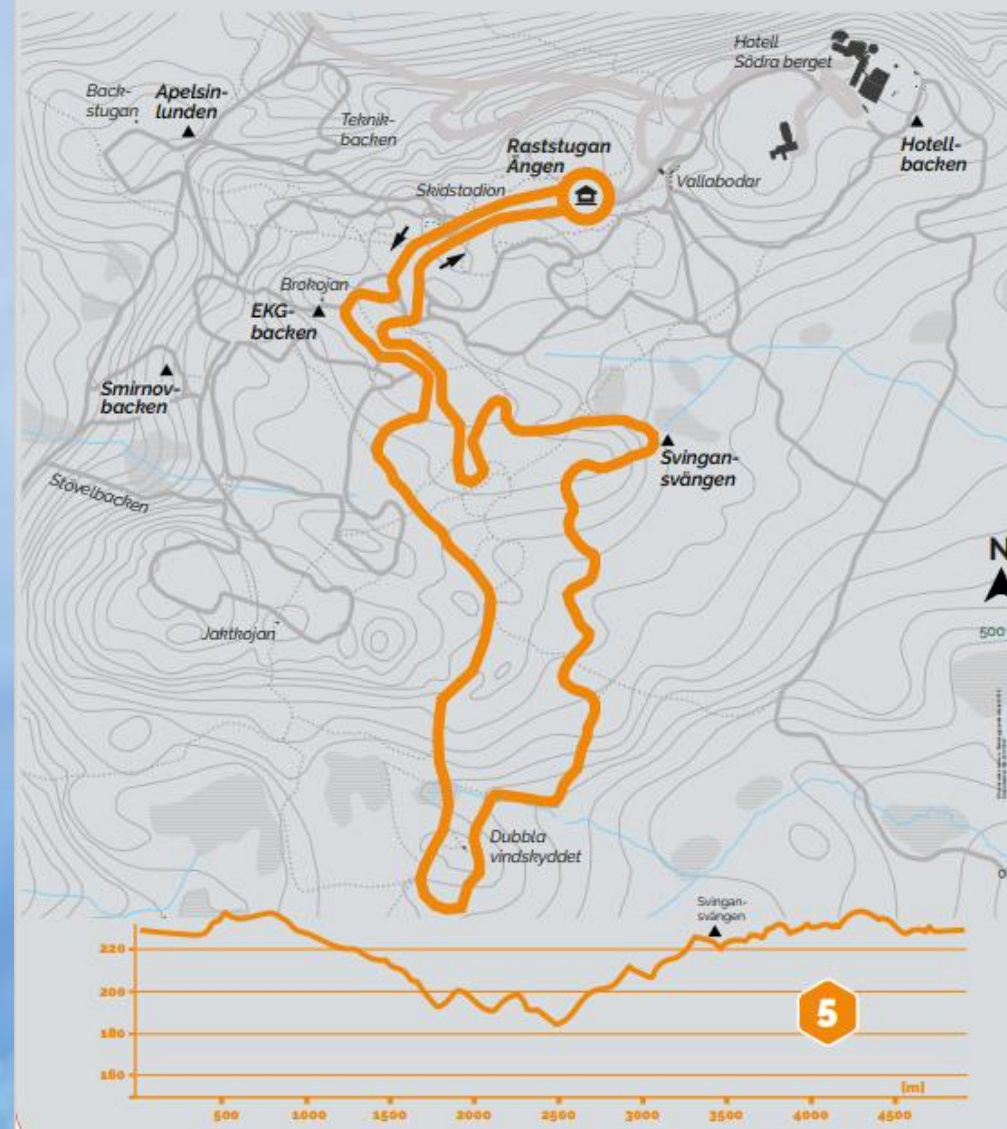 Hotell
Södra berget
Back-
stugan
Apelsin-
lunden
Teknik-
backen
Raststugan
Ängen
Hotell-
backen
Skidstadion
Vallabodar
Brokojan
EKG-
backen
Smirnov-
backen
Svingan-
svängen
Stövelbacken
N
Jaktkojan
500
Dubbla
vindskyddet
0
Svingan-
svängen
220
200
180
160
5
[m]
500
1000
1500
2000
2500
3000
3500
4000
4500